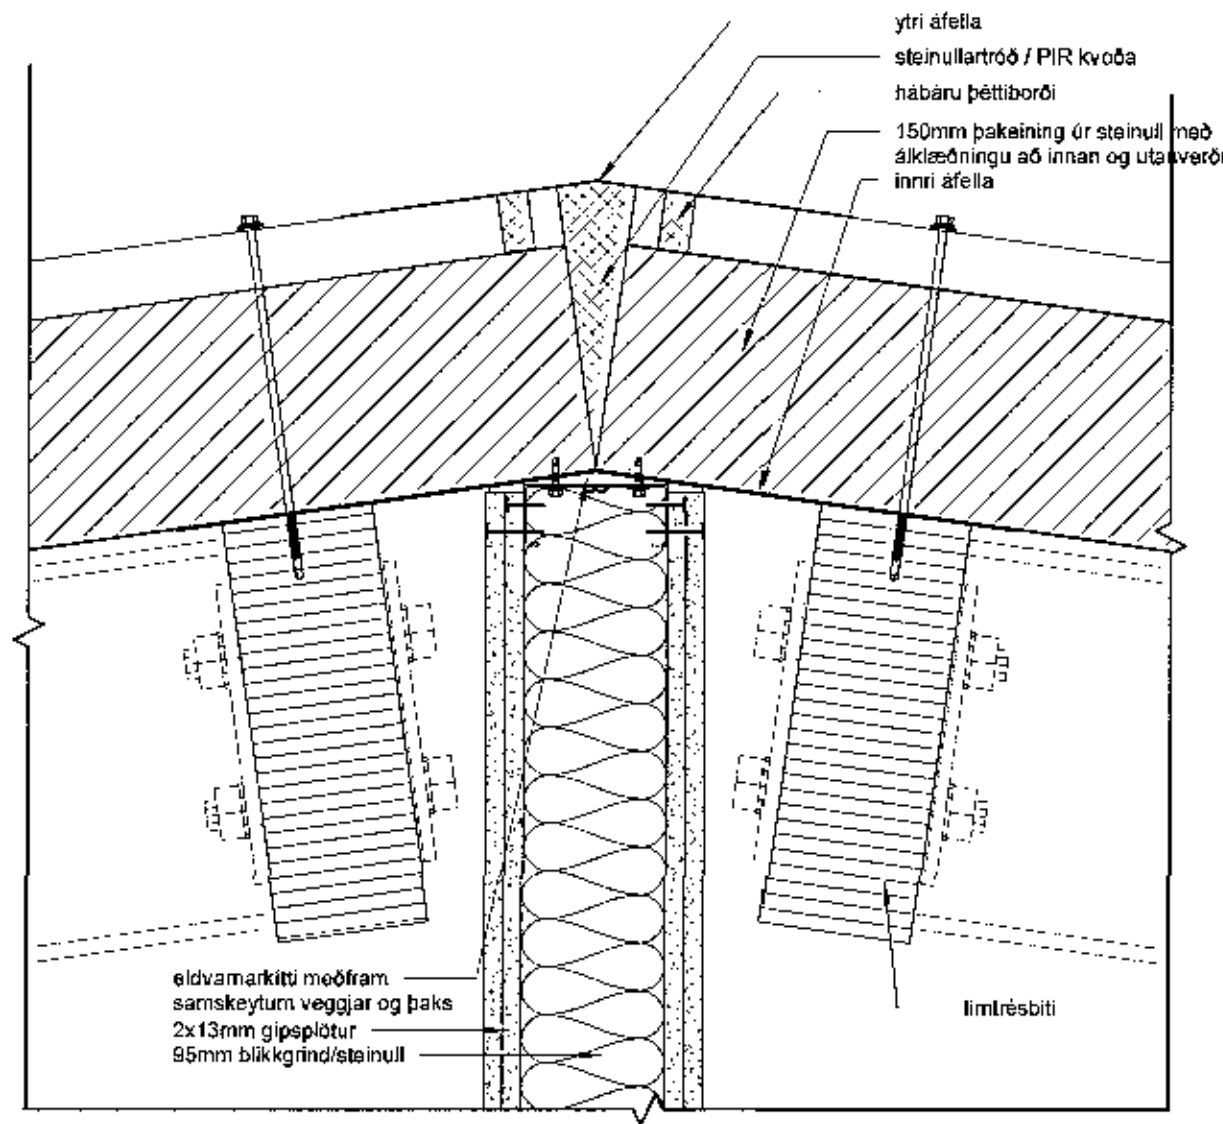 ytri áfella
steinullartróð / PIR kvoða
hábáru þéttiborði
150mm þakeining úr steinull með
álklæðningu að innan og utanverðu
innri áfella
eldvarnarkítti meðfram
samskeytum veggjar og þaks
2x13mm gipsplötur
95mm blikkgrind/steinull
límtrésbiti